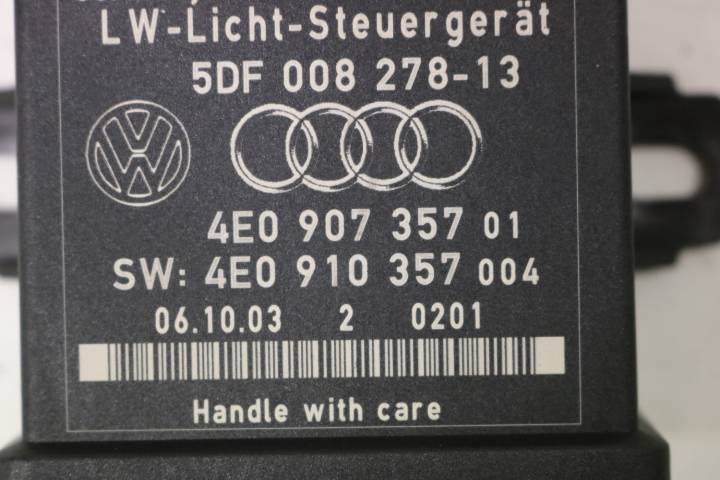 LW-Licht-Steuergerät
5DF 008 278-13
4E0 907 357 01
SW: 4E0 910 357 004
06.10.03 2 0201
Handle with care